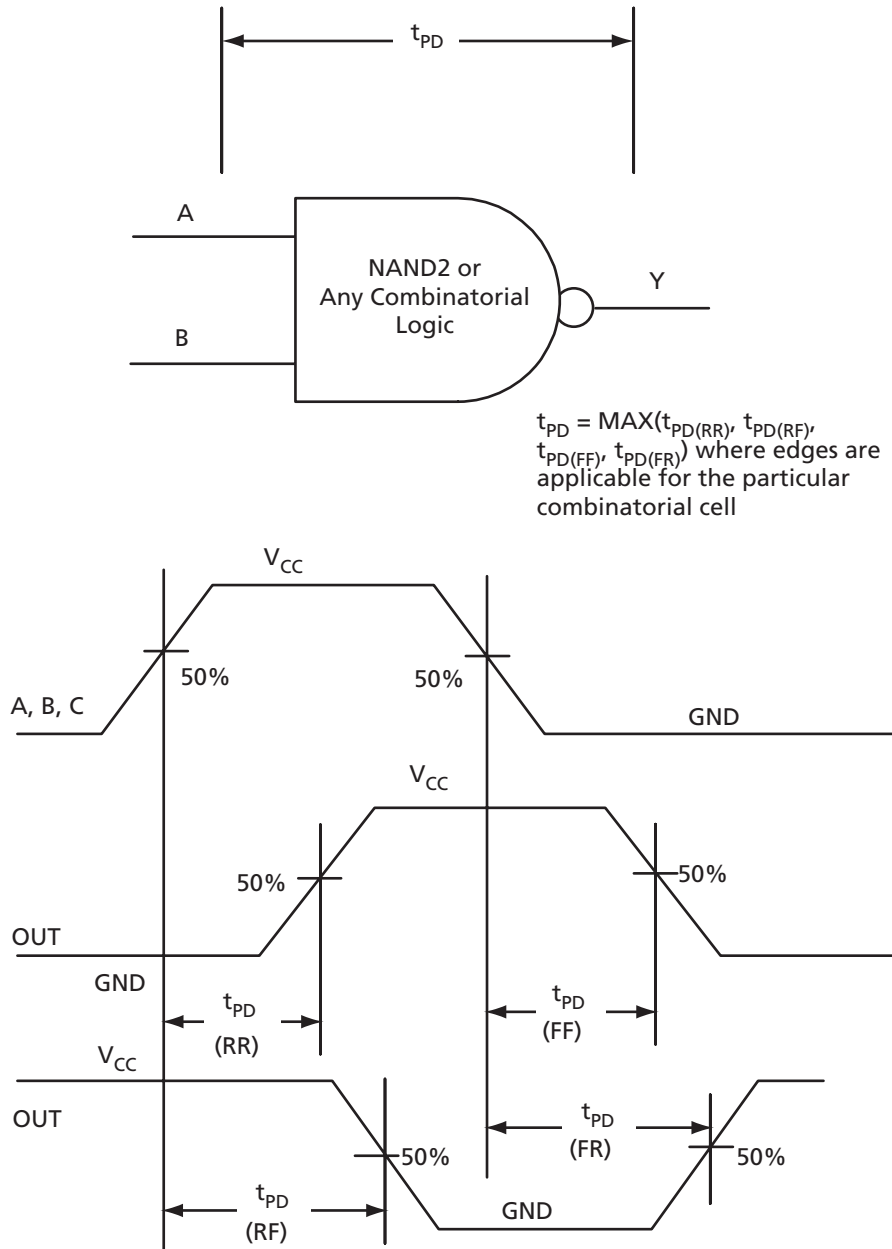 tPD
A
NAND2 or
Any Combinatorial
Logic
Y
B
tPD = MAX(tPD(RR), tPD(RF),
tPD(FF), tPD(FR)) where edges are
applicable for the particular
combinatorial cell
VCC
50%
50%
A, B, C
GND
VCC
50%
50%
OUT
GND
tPD
(RR)
tPD
(FF)
VCC
OUT
tPD
(FR)
50%
50%
tPD
(RF)
GND